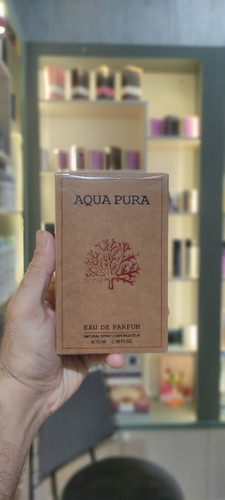 AQUA PURA
EAU DE PARFUM
NATURAL SPRAY / VAPORISATEUR